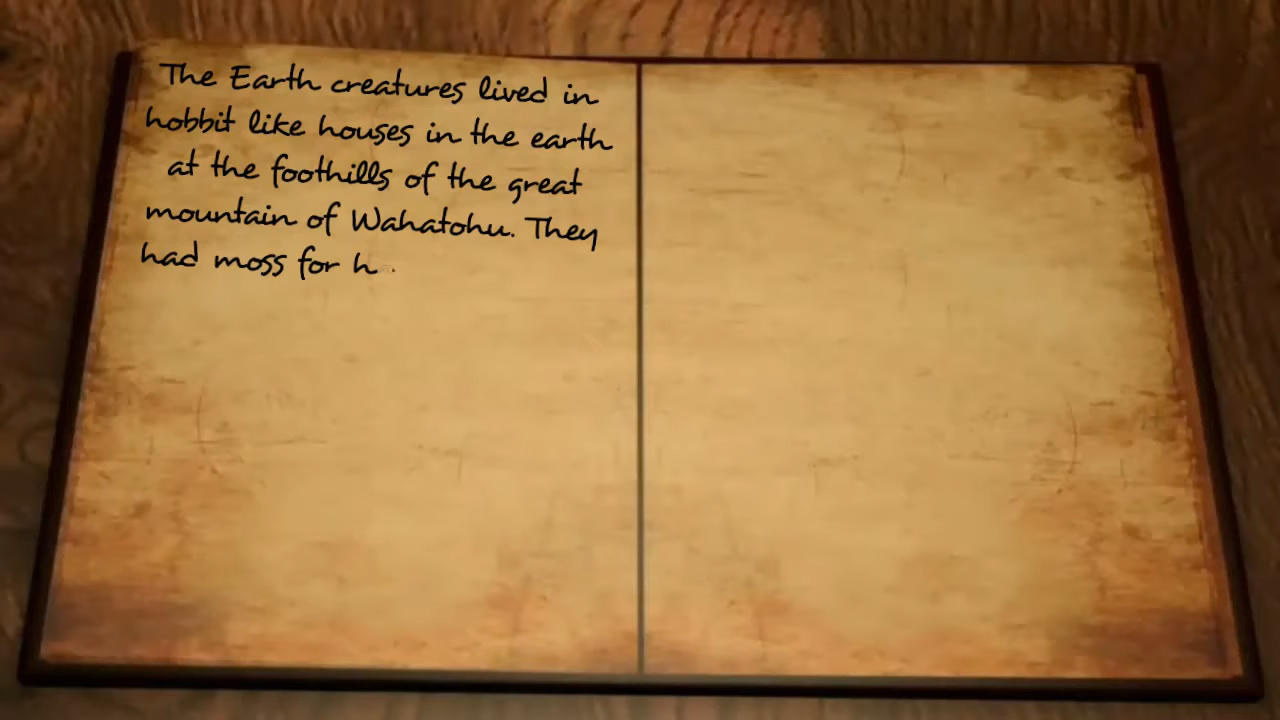 The Earth creatures lived in
hobbit like houses in the earth
at the foothills of the great
mountain of Wahatohu. They
had moss for h